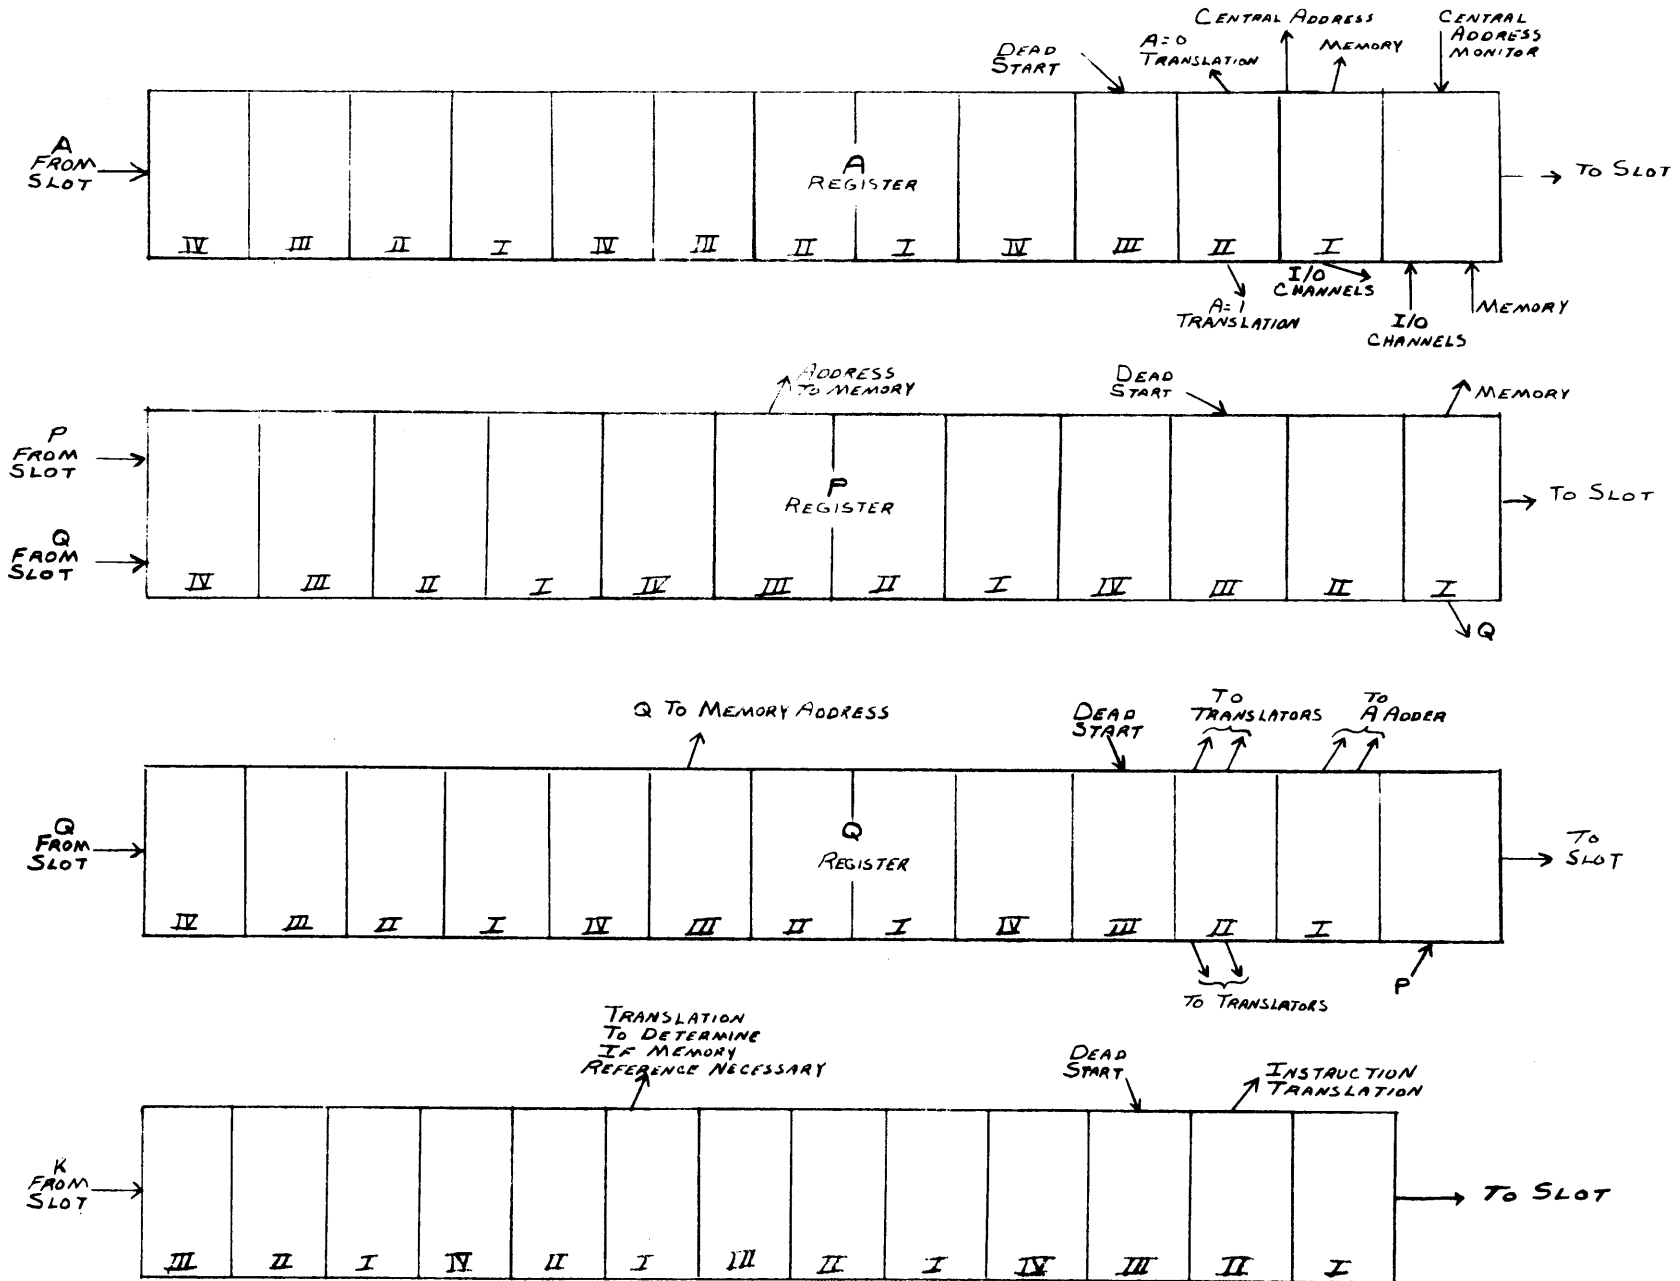 CENTRAL ADDRESS
CENTRAL
ADDRESS
MONITOR
A=0
TRANSLATION
MEMORY
DEAD
START
A
FROM
SLOT
A
REGISTER
TO SLOT
IV III II I IV III II I IV III II I
I/O
CHANNELS
A=1
TRANSLATION
I/O
CHANNELS
MEMORY
ADDRESS
TO MEMORY
DEAD
START
MEMORY
P
FROM
SLOT
P
REGISTER
TO SLOT
Q
FROM
SLOT
IV III II I IV III II I IV III II I
Q
Q TO MEMORY ADDRESS
DEAD
START
TO
TRANSLATORS
TO
A ADDER
Q
FROM
SLOT
Q
REGISTER
TO
SLOT
IV III II I IV III II I IV III II I
TO TRANSLATORS
P
TRANSLATION
TO DETERMINE
IF MEMORY
REFERENCE NECESSARY
DEAD
START
INSTRUCTION
TRANSLATION
K
FROM
SLOT
TO SLOT
III II I IV II I III II I IV III II I